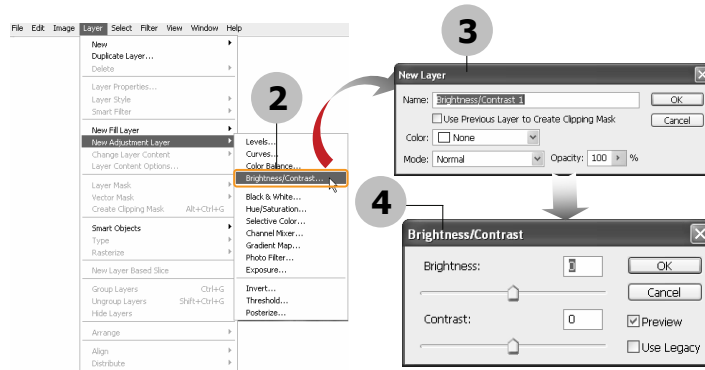 File Edit Image Layer Select Filter View Window Help
New
Duplicate Layer...
Delete
Layer Properties...
Layer Style
Smart Filter
New Fill Layer
New Adjustment Layer
Change Layer Content
Layer Content Options...
Layer Mask
Vector Mask
Create Clipping Mask Alt+Ctrl+G
Smart Objects
Type
Rasterize
New Layer Based Slice
Group Layers Ctrl+G
Ungroup Layers Shift+Ctrl+G
Hide Layers
Arrange
Align
Distribute
2
Levels...
Curves...
Color Balance...
Brightness/Contrast...
Black & White...
Hue/Saturation...
Selective Color...
Channel Mixer...
Gradient Map...
Photo Filter...
Exposure...
Invert...
Threshold...
Posterize...
3
New Layer
Name: Brightness/Contrast 1 OK
Use Previous Layer to Create Clipping Mask Cancel
Color: None
Mode: Normal Opacity: 100 %
4
Brightness/Contrast
Brightness: 0 OK
Cancel
Contrast: 0 Preview
Use Legacy